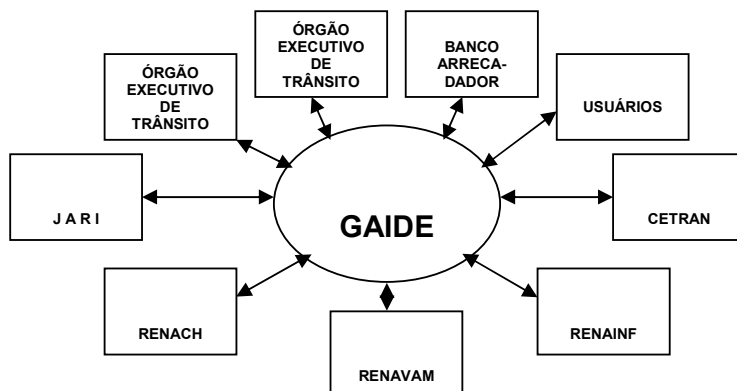 ÓRGÃO
EXECUTIVO
DE
TRÂNSITO
ÓRGÃO
EXECUTIVO
DE
TRÂNSITO
BANCO
ARRECA-
DADOR
USUÁRIOS
J A R I
GAIDE
CETRAN
RENACH
RENAVAM
RENAINF